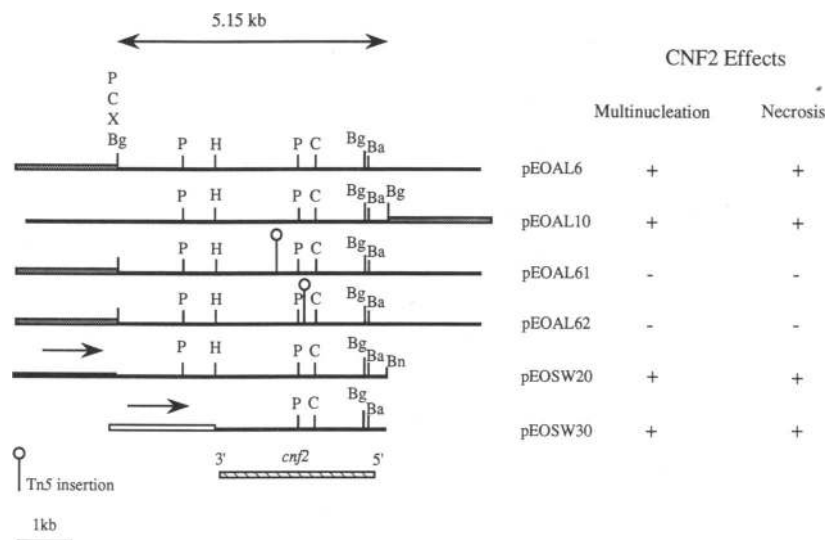 5.15 kb
CNF2 Effects
Multinucleation Necrosis
P
C
X
Bg P H P C Bg Ba
pEOAL6 + +
P H P C Bg Ba Bg
pEOAL10 + +
P H P C Bg Ba
pEOAL61 - -
P H P C Bg Ba
pEOAL62 - -
P H P C Bg Ba Bn
pEOSW20 + +
P C Bg Ba
pEOSW30 + +
3' cnf2 5'
Tn5 insertion
1kb